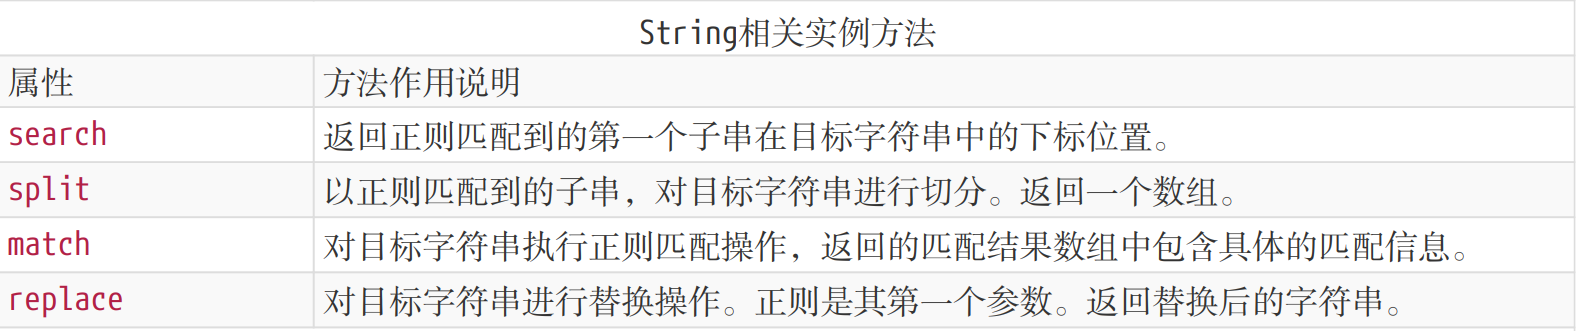 String相关实例方法
属性 方法作用说明
search 返回正则匹配到的第一个子串在目标字符串中的下标位置。
split 以正则匹配到的子串，对目标字符串进行切分。返回一个数组。
match 对目标字符串执行正则匹配操作，返回的匹配结果数组中包含具体的匹配信息。
replace 对目标字符串进行替换操作。正则是其第一个参数。返回替换后的字符串。